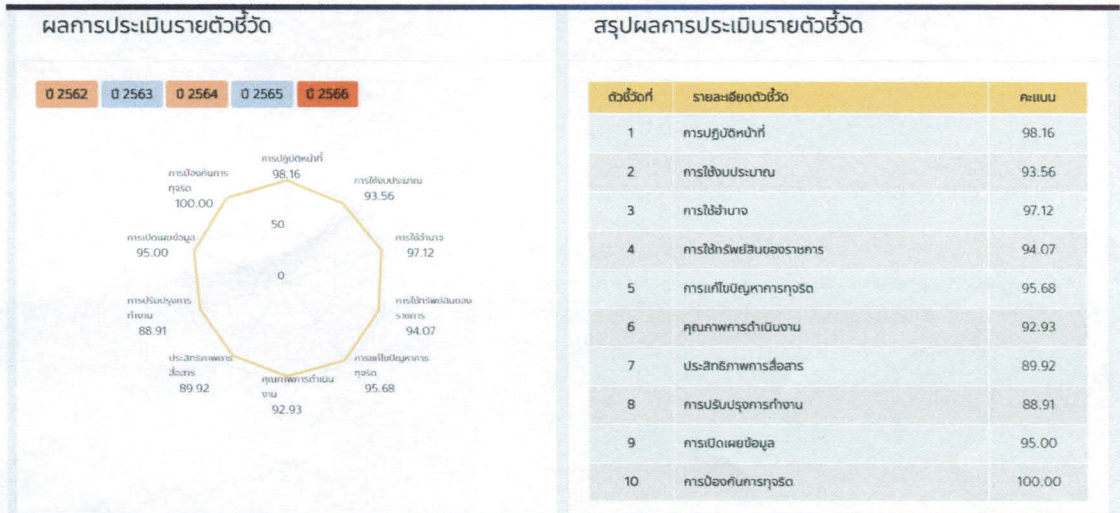 ผลการประเมินรายตัวชี้วัด
ปี 2562 ปี 2563 ปี 2564 ปี 2565 ปี 2566
การปฏิบัติหน้าที่
98.16
การใช้งบประมาณ
93.56
การใช้อำนาจ
97.12
การใช้ทรัพย์สินของ
ราชการ
94.07
การแก้ไขปัญหาการ
ทุจริต
95.68
คุณภาพการดำเนิน
งาน
92.93
ประสิทธิภาพการ
สื่อสาร
89.92
การปรับปรุงการ
ทำงาน
88.91
การเปิดเผยข้อมูล
95.00
การป้องกันการ
ทุจริต
100.00
50
0
สรุปผลการประเมินรายตัวชี้วัด
ตัวชี้วัดที่ รายละเอียดตัวชี้วัด คะแนน
1 การปฏิบัติหน้าที่ 98.16
2 การใช้งบประมาณ 93.56
3 การใช้อำนาจ 97.12
4 การใช้ทรัพย์สินของราชการ 94.07
5 การแก้ไขปัญหาการทุจริต 95.68
6 คุณภาพการดำเนินงาน 92.93
7 ประสิทธิภาพการสื่อสาร 89.92
8 การปรับปรุงการทำงาน 88.91
9 การเปิดเผยข้อมูล 95.00
10 การป้องกันการทุจริต 100.00